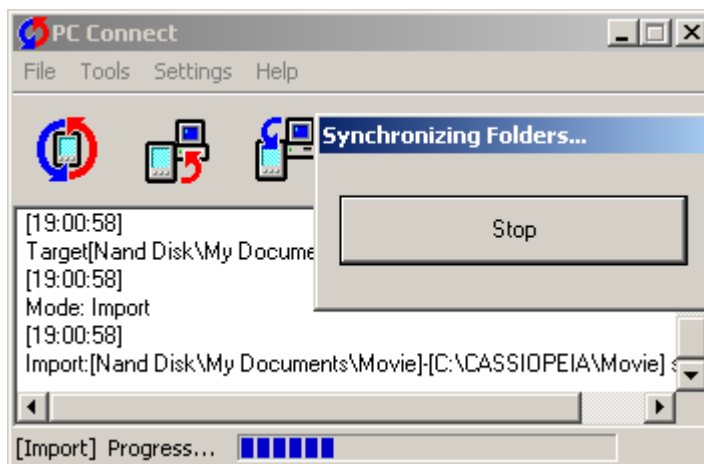 PC Connect
File Tools Settings Help
Synchronizing Folders...
Stop
[19:00:58]
Target[Nand Disk\My Docume
[19:00:58]
Mode: Import
[19:00:58]
Import:[Nand Disk\My Documents\Movie]-[C:\CASSIOPEIA\Movie] s
[Import] Progress...